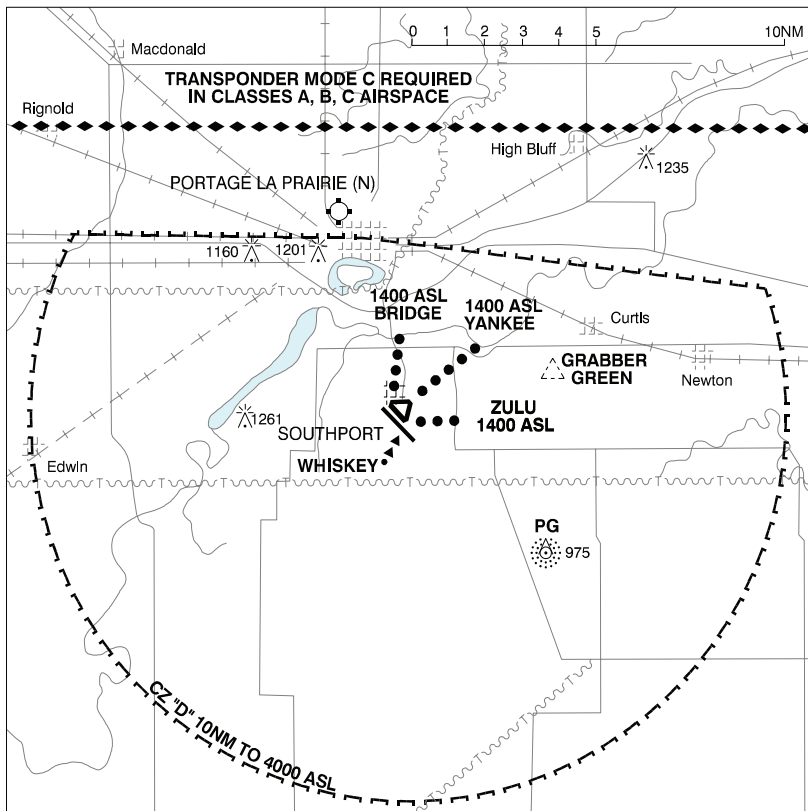 0 1 2 3 4 5 10NM
Macdonald
TRANSPONDER MODE C REQUIRED
IN CLASSES A, B, C AIRSPACE
Rignold
High Bluff
1235
PORTAGE LA PRAIRIE (N)
1160
1201
1400 ASL
BRIDGE
1400 ASL
YANKEE
Curtis
GRABBER
GREEN
Newton
ZULU
1400 ASL
1261
SOUTHPORT
WHISKEY
Edwin
PG
975
CZ "D" 10NM TO 4000 ASL